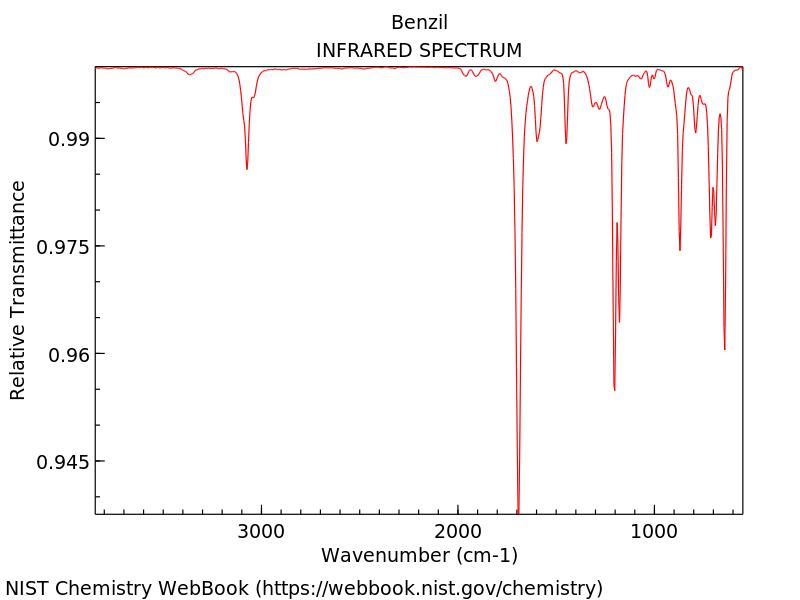 Benzil
INFRARED SPECTRUM
0.99
0.975
0.96
0.945
Relative Transmittance
3000 2000 1000
Wavenumber (cm-1)
NIST Chemistry WebBook (https://webbook.nist.gov/chemistry)